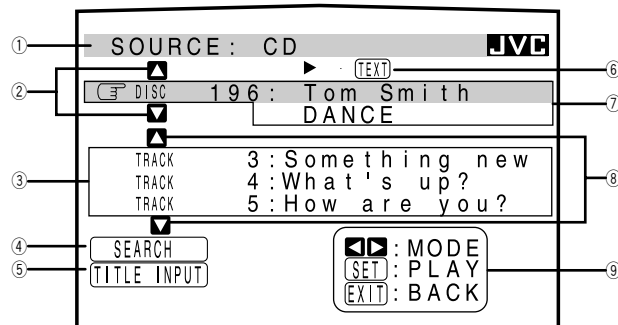 ① SOURCE: CD JVC
② ▲ ▶ · TEXT ⑥
DISC 196: Tom Smith ⑦
▼ DANCE
▲ ⑧
③ TRACK 3:Something new
TRACK 4:What's up?
TRACK 5:How are you?
▼
④ SEARCH ◀▶:MODE
⑤ TITLE INPUT SET:PLAY ⑨
EXIT:BACK